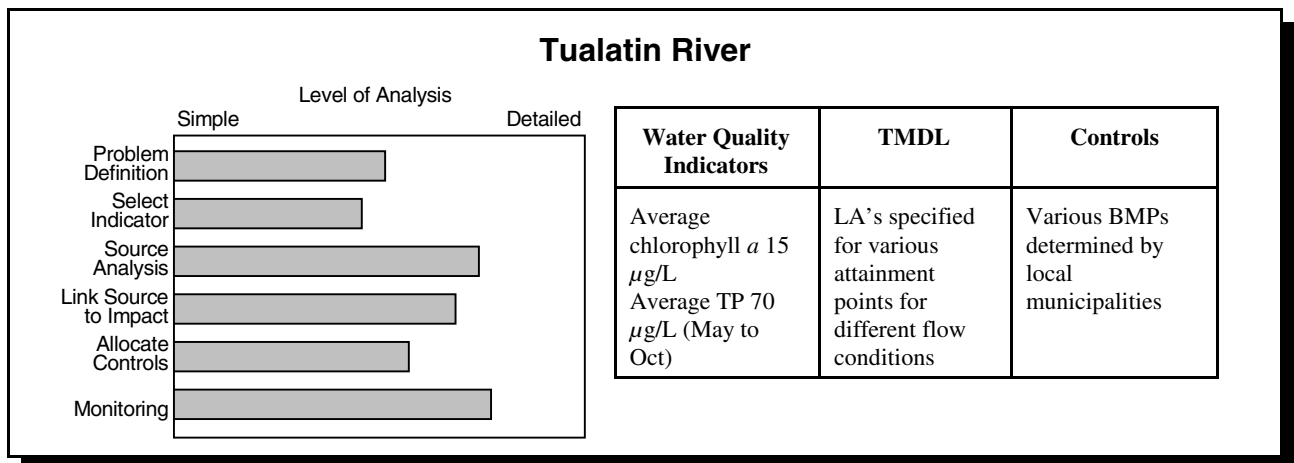 Tualatin River
Level of Analysis
Simple
Detailed
Problem
Definition
Select
Indicator
Source
Analysis
Link Source
to Impact
Allocate
Controls
Monitoring
Water Quality
Indicators
TMDL
Controls
Average
chlorophyll a 15
µg/L
Average TP 70
µg/L (May to
Oct)
LA's specified
for various
attainment
points for
different flow
conditions
Various BMPs
determined by
local
municipalities